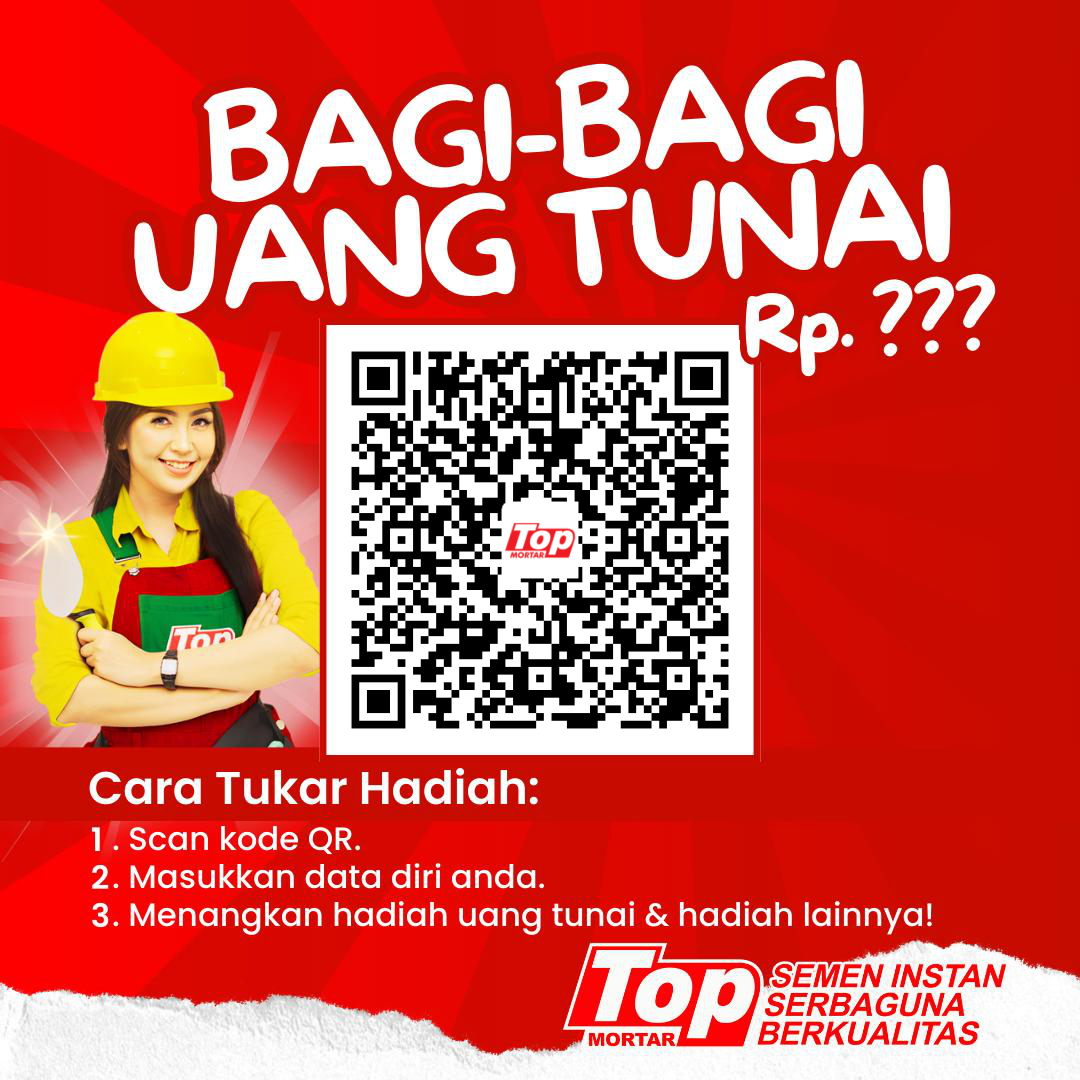 BAGI-BAGI
UANG TUNAI
Rp. ???
Top
MORTAR
Top
Cara Tukar Hadiah:
1. Scan kode QR.
2. Masukkan data diri anda.
3. Menangkan hadiah uang tunai & hadiah lainnya!
Top
MORTAR
SEMEN INSTAN
SERBAGUNA
BERKUALITAS